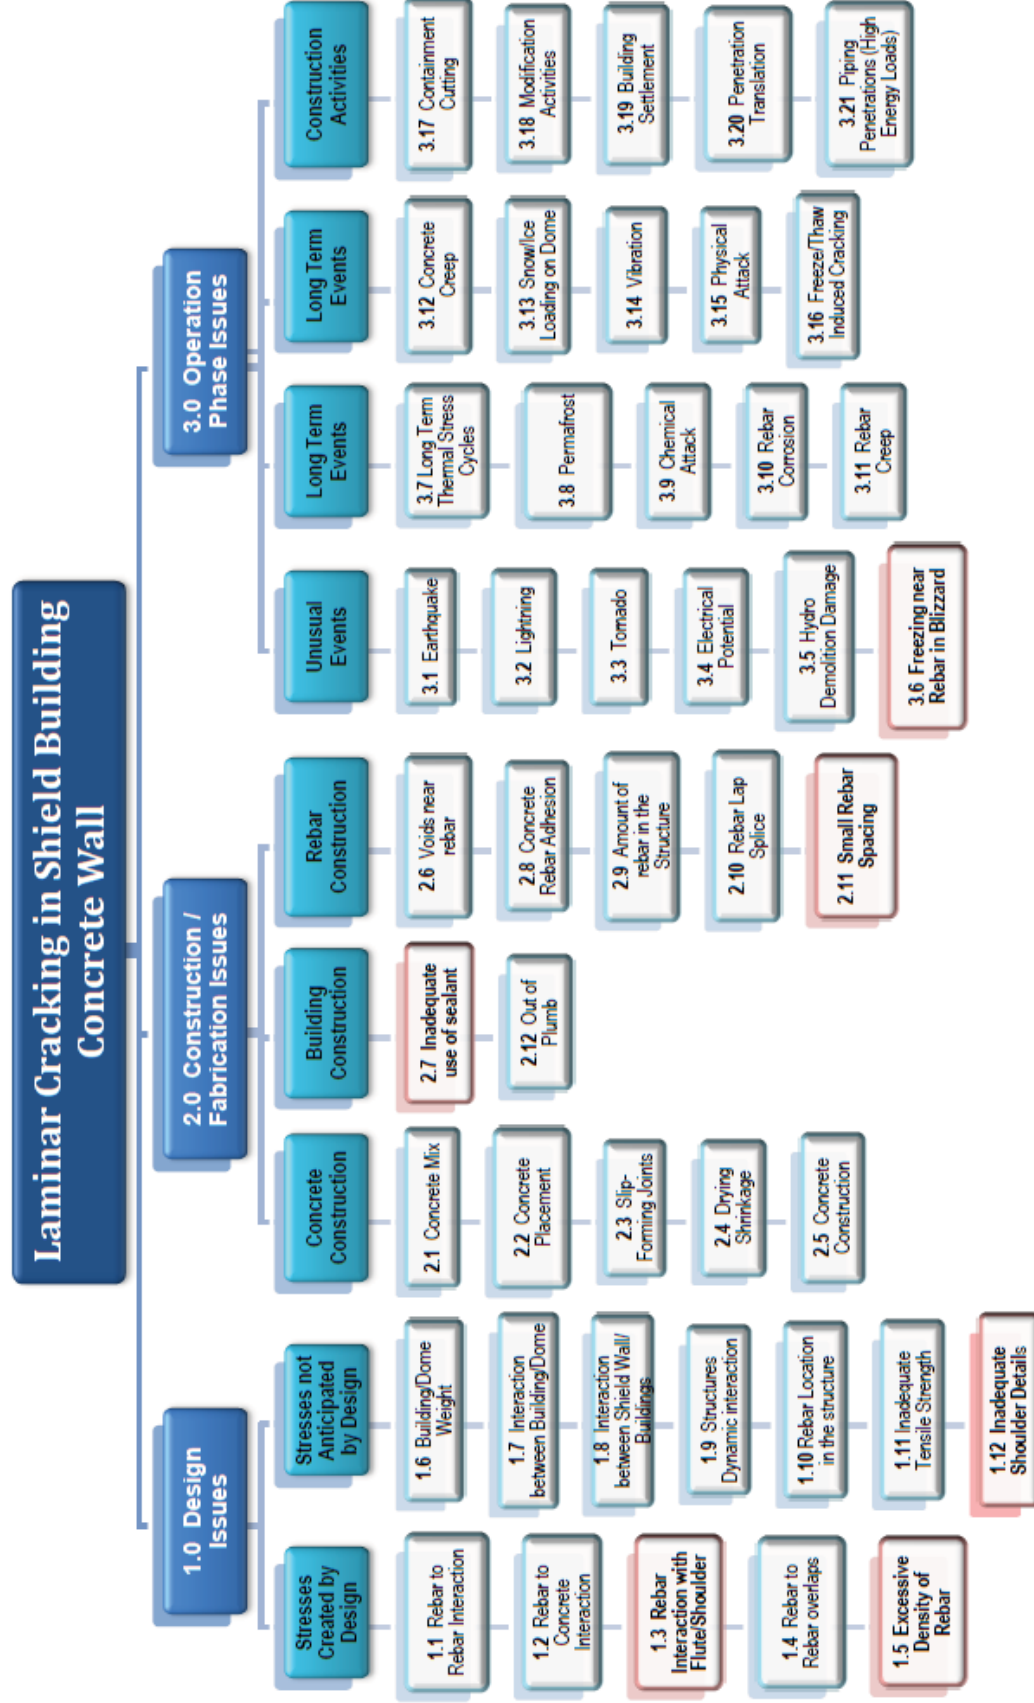 Laminar Cracking in Shield Building
Concrete Wall
1.0 Design
Issues
Stresses
Created by
Design
1.1 Rebar to
Rebar Interaction
1.2 Rebar to
Concrete
Interaction
1.3 Rebar
Interaction with
Flute/Shoulder
1.4 Rebar to
Rebar overlaps
1.5 Excessive
Density of
Rebar
Stresses not
Anticipated
by Design
1.6 Building/Dome
Weight
1.7 Interaction
between Building/Dome
1.8 Interaction
between Shield Wall/
Buildings
1.9 Structures
Dynamic interaction
1.10 Rebar Location
in the structure
1.11 Inadequate
Tensile Strength
1.12 Inadequate
Shoulder Details
2.0 Construction /
Fabrication Issues
Concrete
Construction
2.1 Concrete Mix
2.2 Concrete
Placement
2.3 Slip-
Forming Joints
2.4 Drying
Shrinkage
2.5 Concrete
Construction
Building
Construction
2.7 Inadequate
use of sealant
2.12 Out of
Plumb
Rebar
Construction
2.6 Voids near
rebar
2.8 Concrete
Rebar Adhesion
2.9 Amount of
rebar in the
Structure
2.10 Rebar Lap
Splice
2.11 Small Rebar
Spacing
3.0 Operation
Phase Issues
Unusual
Events
3.1 Earthquake
3.2 Lightning
3.3 Tornado
3.4 Electrical
Potential
3.5 Hydro
Demolition Damage
3.6 Freezing near
Rebar in Blizzard
Long Term
Events
3.7 Long Term
Thermal Stress
Cycles
3.8 Permafrost
3.9 Chemical
Attack
3.10 Rebar
Corrosion
3.11 Rebar
Creep
Long Term
Events
3.12 Concrete
Creep
3.13 Snow/Ice
Loading on Dome
3.14 Vibration
3.15 Physical
Attack
3.16 Freeze/Thaw
Induced Cracking
Construction
Activities
3.17 Containment
Cutting
3.18 Modification
Activities
3.19 Building
Settlement
3.20 Penetration
Translation
3.21 Piping
Penetrations (High
Energy Loads)